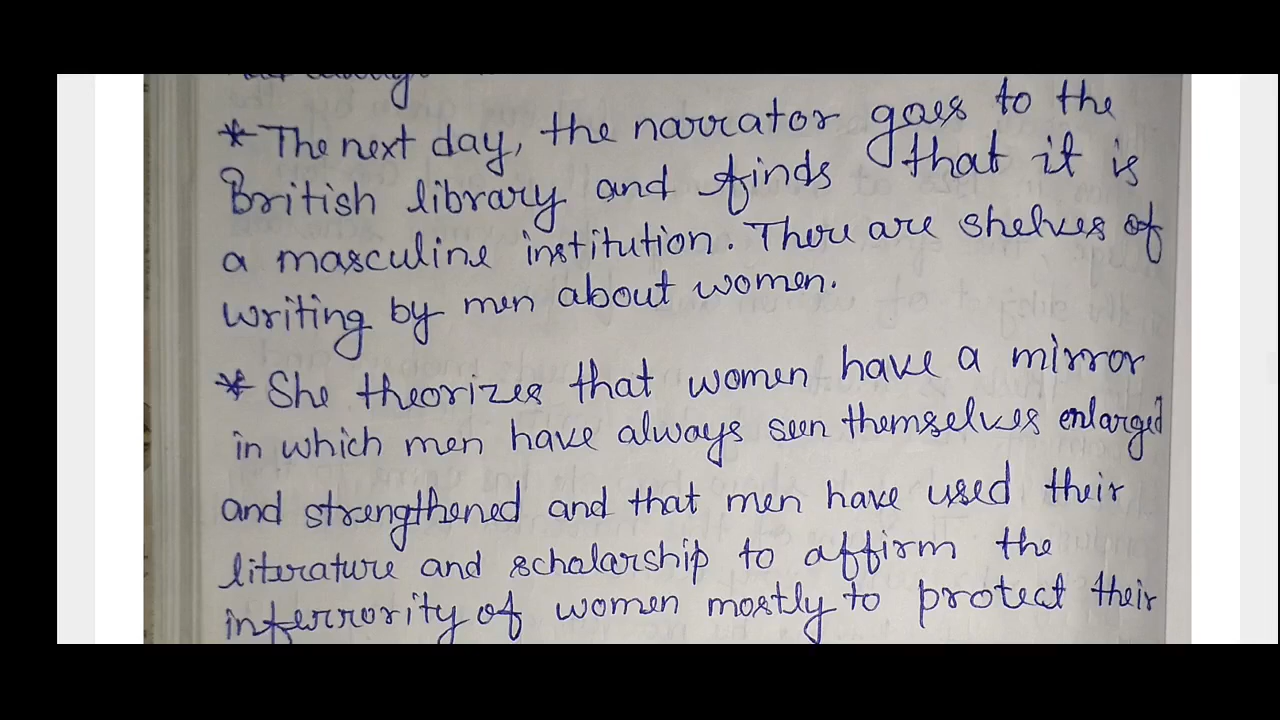 * The next day, the narrator goes to the
British library and finds that it is
a masculine institution. There are shelves of
writing by men about women.
* She theorizes that women have a mirror
in which men have always seen themselves enlarged
and strengthened and that men have used their
literature and scholarship to affirm the
inferrority of women mostly to protect their